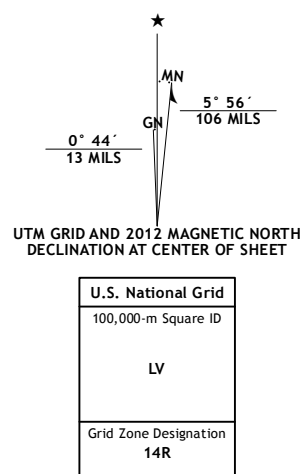 MN
5° 56´
106 MILS
GN
0° 44´
13 MILS
UTM GRID AND 2012 MAGNETIC NORTH
DECLINATION AT CENTER OF SHEET
U.S. National Grid
100,000-m Square ID
LV
Grid Zone Designation
14R